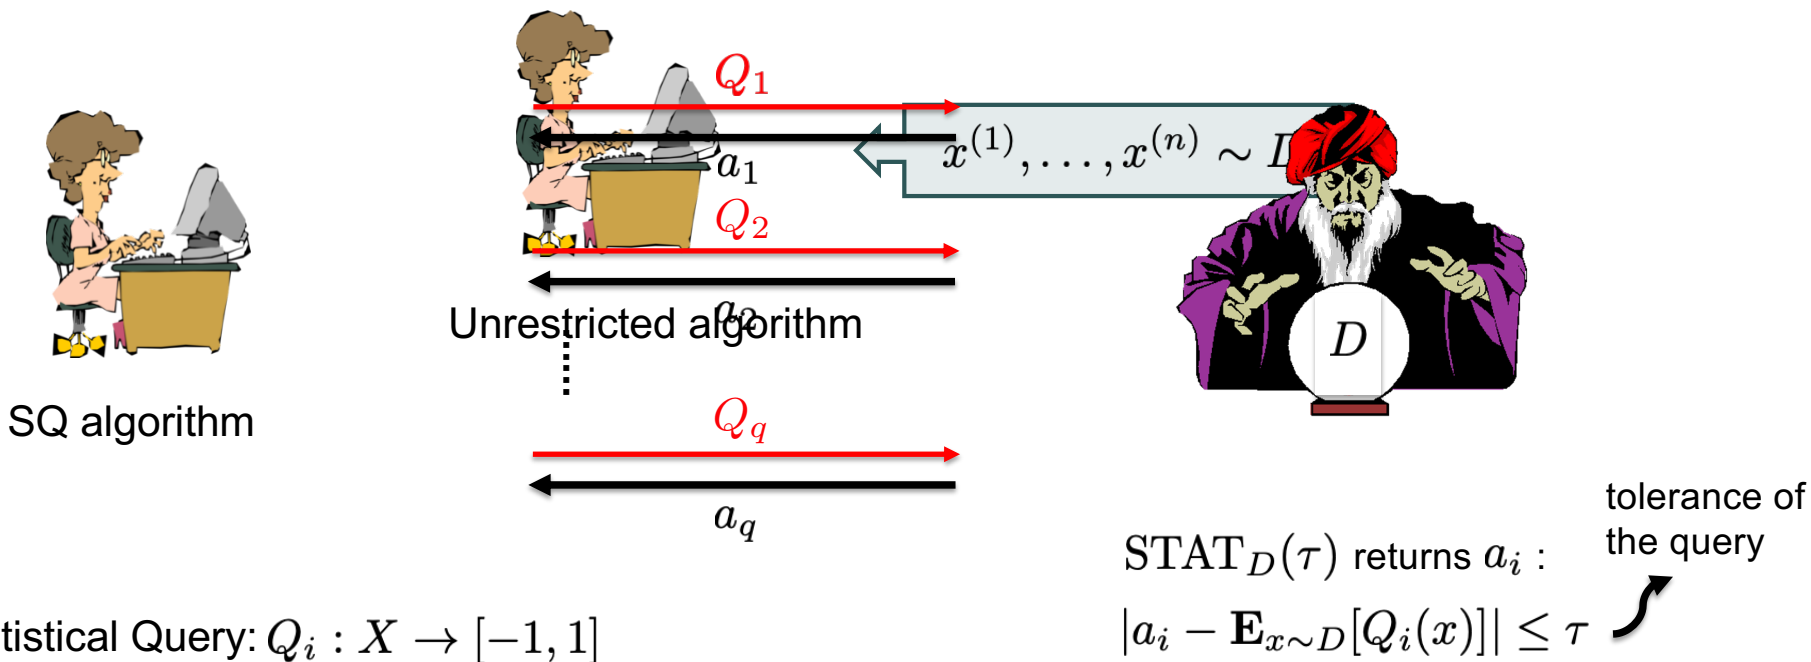 Q_1
x^{(1)}, ..., x^{(n)} ∼
a_1
Q_2
a_2
Unrestricted algorithm
D
SQ algorithm
Q_q
a_q
tolerance of
the query
STAT_D(τ) returns a_i :
tistical Query: Q_i : X → [−1, 1]
|a_i − E_{x∼D}[Q_i(x)]| ≤ τ